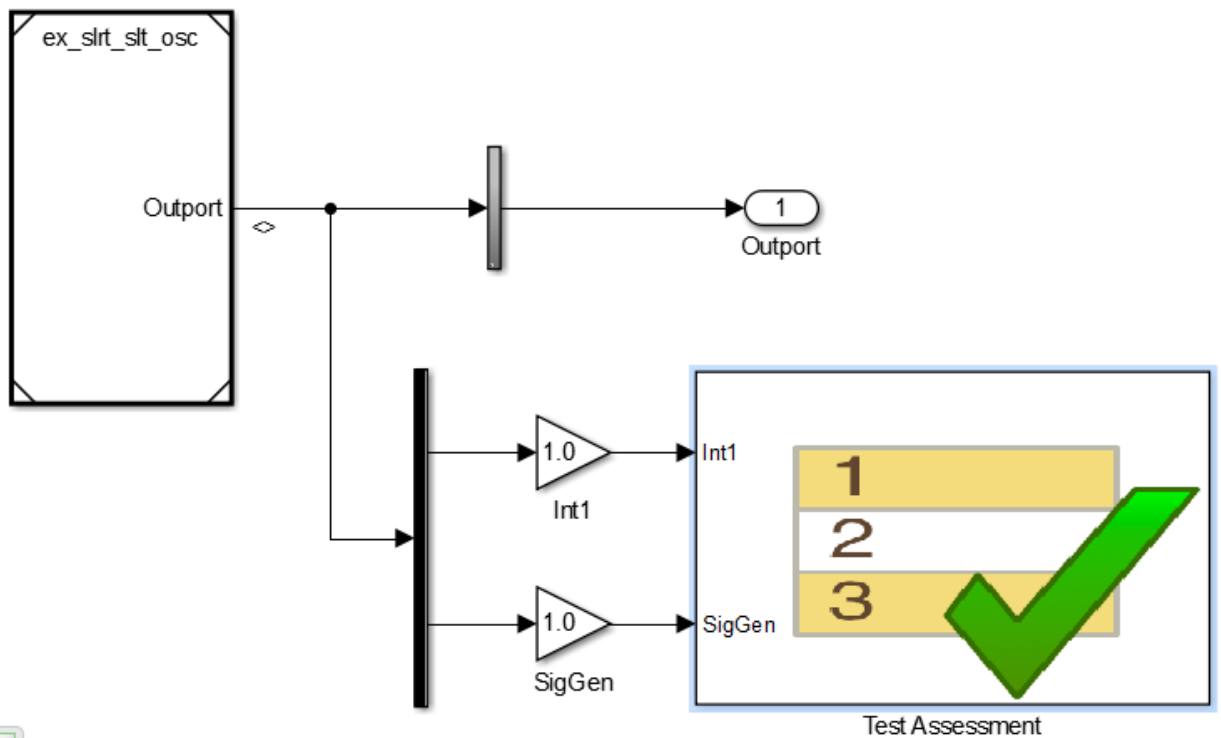 ex_slrt_slt_osc
Outport
<>
1
Outport
1.0
Int1
1.0
SigGen
Int1
SigGen
1
2
3
Test Assessment